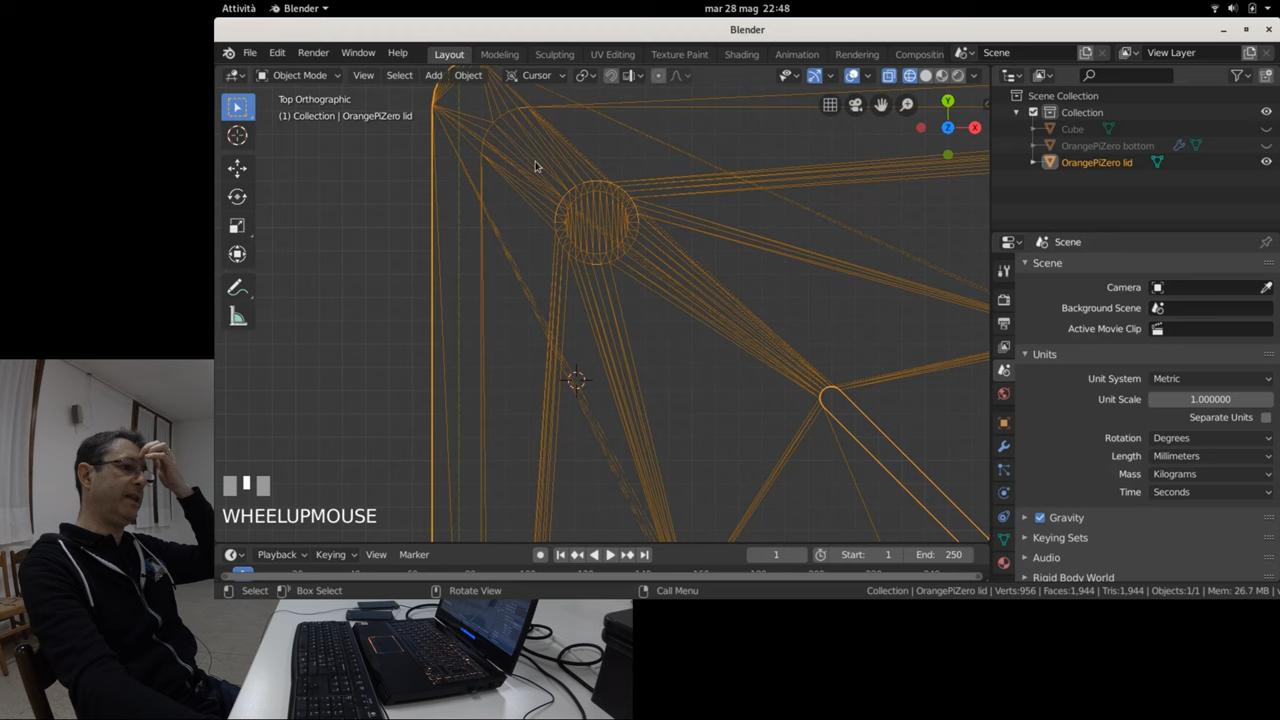 Attività
Blender
mar 28 mag 22:48
Blender
File Edit Render Window Help
Layout Modeling Sculpting UV Editing Texture Paint Shading Animation Rendering Compositin
Scene
View Layer
Object Mode View Select Add Object
Cursor
Top Orthographic
(1) Collection | OrangePiZero lid
Y
Z
X
WHEELUPMOUSE
Scene Collection
Collection
Cube
OrangePiZero bottom
OrangePiZero lid
Scene
Scene
Camera
Background Scene
Active Movie Clip
Units
Unit System Metric
Unit Scale 1.000000
Separate Units
Rotation Degrees
Length Millimeters
Mass Kilograms
Time Seconds
Gravity
Keying Sets
Audio
Rigid Body World
Playback Keying View Marker
1
Start: 1
End: 250
Select Box Select Rotate View Call Menu
Collection | OrangePiZero lid | Verts:956 | Faces:1,944 | Tris:1,944 | Objects:1/1 | Mem: 26.7 MB